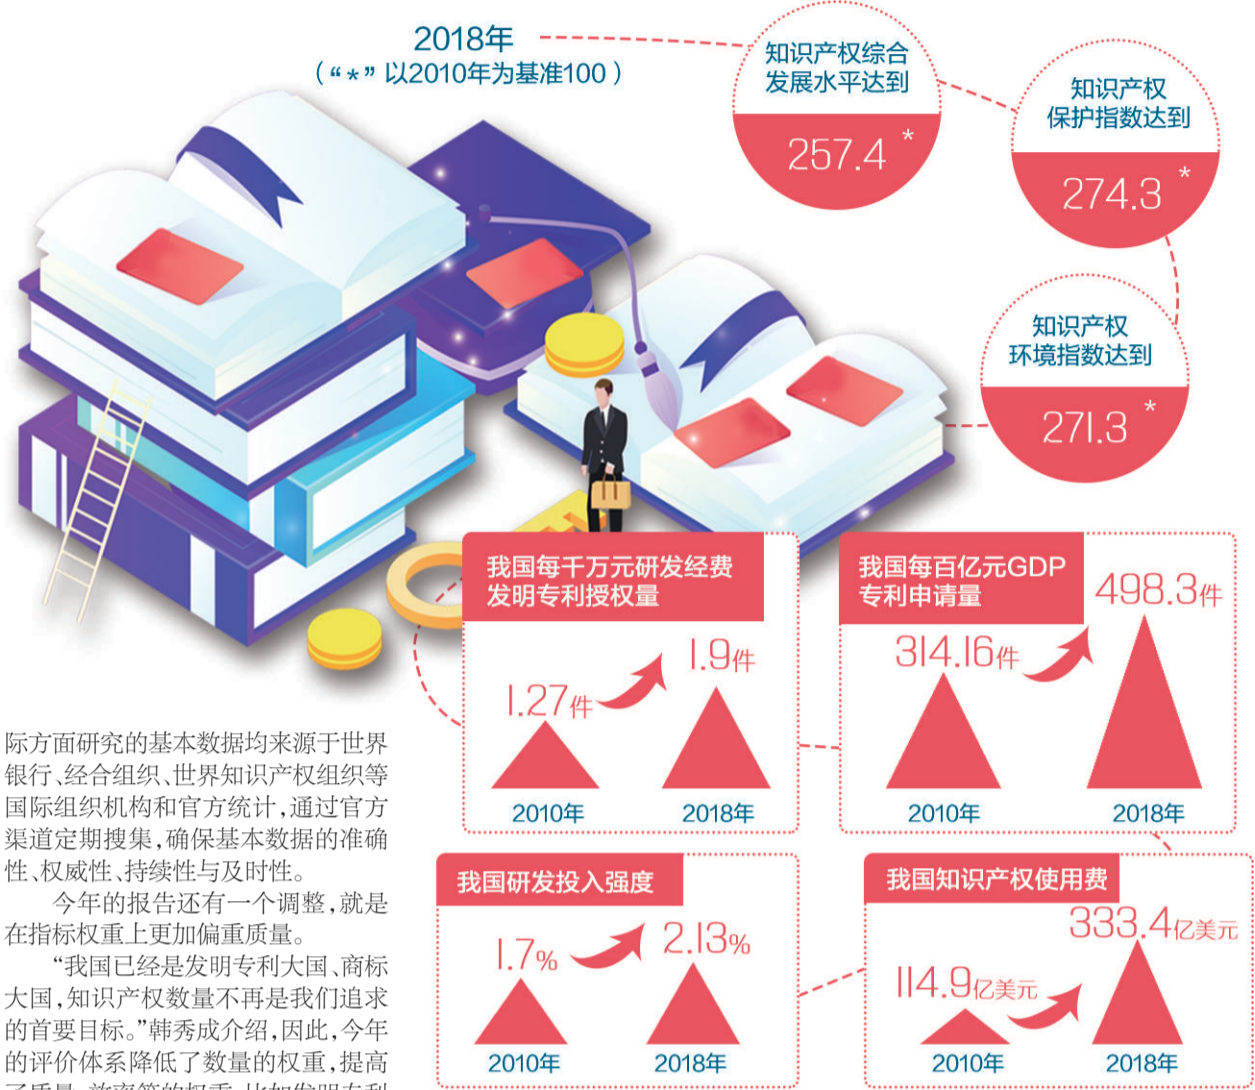 2018年
（“*”以2010年为基准100）
知识产权综合
发展水平达到
257.4*
知识产权
保护指数达到
274.3*
知识产权
环境指数达到
271.3*
我国每千万元研发经费
发明专利授权量
1.27件
1.9件
2010年
2018年
我国每百亿元GDP
专利申请量
314.16件
498.3件
2010年
2018年
际方面研究的基本数据均来源于世界
银行、经合组织、世界知识产权组织等
国际组织机构和官方统计,通过官方
渠道定期搜集,确保基本数据的准确
性、权威性、持续性与及时性。
今年的报告还有一个调整,就是
在指标权重上更加偏重质量。
“我国已经是发明专利大国、商标
大国,知识产权数量不再是我们追求
的首要目标。”韩秀成介绍,因此,今年
的评价体系降低了数量的权重,提高
我国研发投入强度
1.7%
2.13%
2010年
2018年
我国知识产权使用费
114.9亿美元
333.4亿美元
2010年
2018年